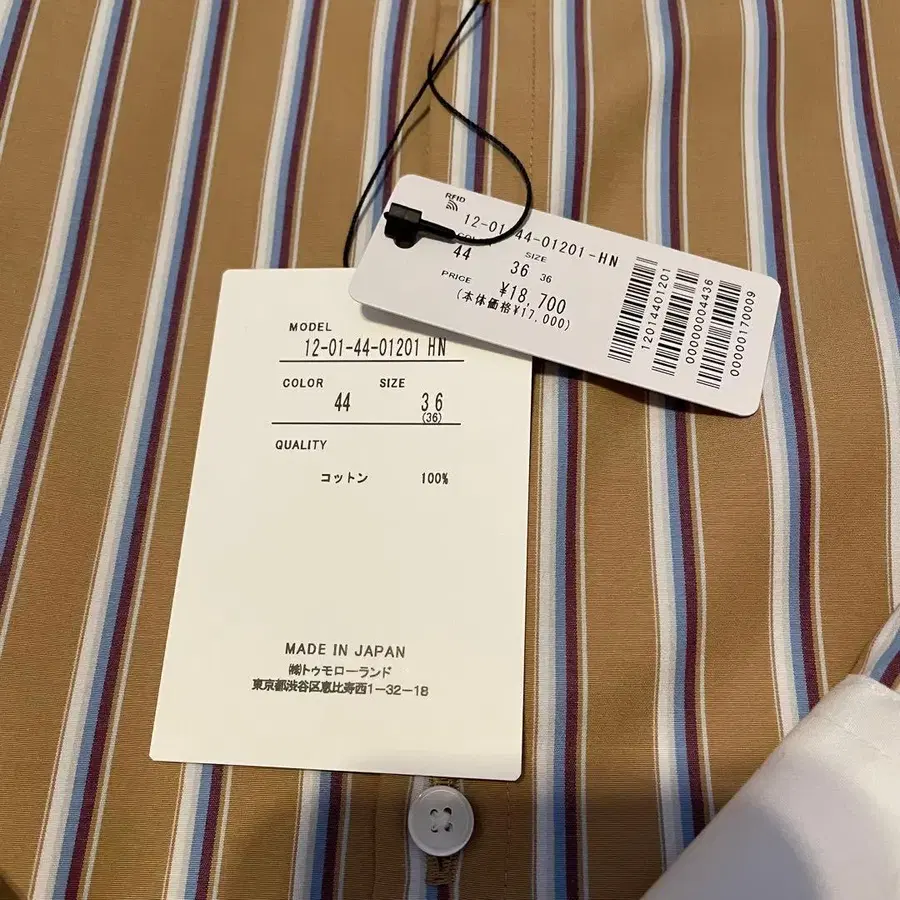 RFID
12-01-44-01201-HN
SIZE
44 36 36
PRICE ¥18,700
(本体価格¥17,000)
12014401201
00000004436
00000170009
MODEL
12-01-44-01201 HN
COLOR SIZE
44 36
(36)
QUALITY
コットン 100%
MADE IN JAPAN
㈱トゥモローランド
東京都渋谷区恵比寿西1-32-18